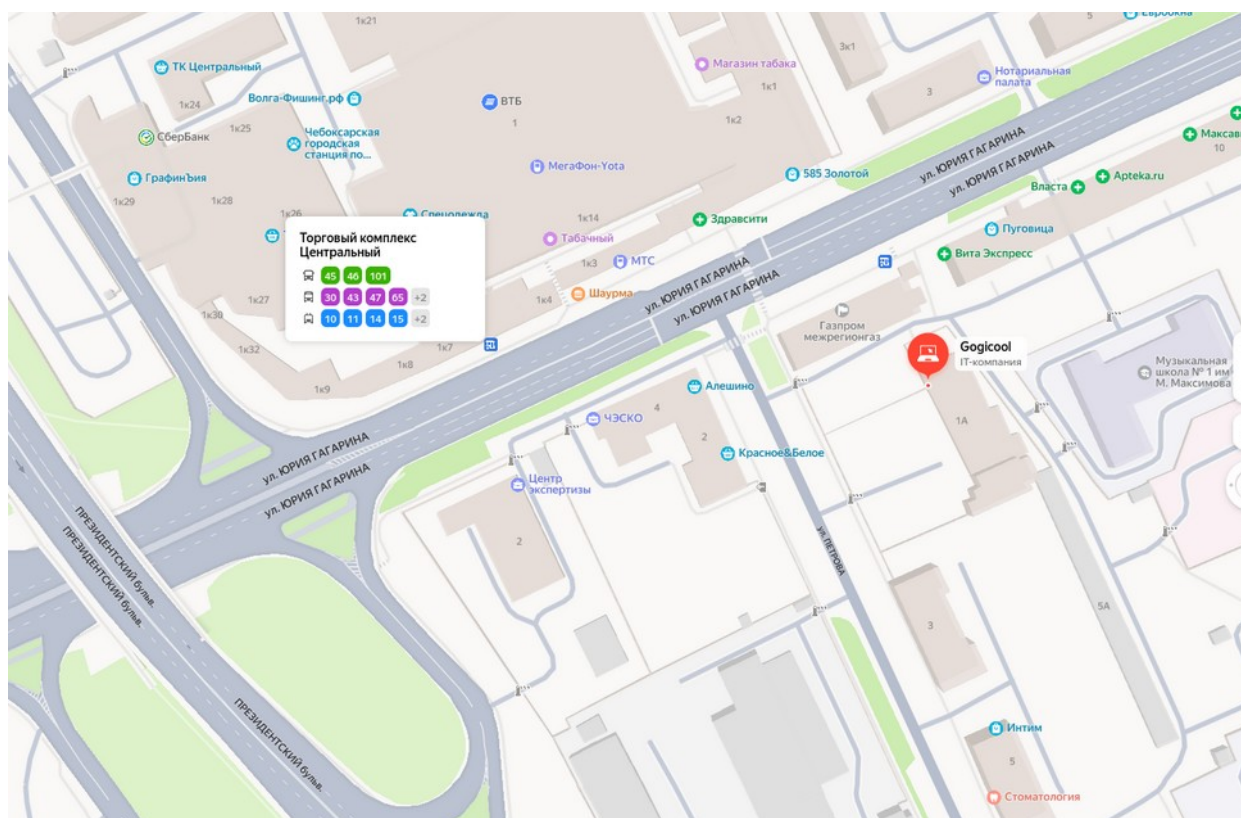 1к21
5
Еврокна
ТК Центральный
3к1
Магазин табака
Нотариальная
палата
1к1
3
1к24
Волга-Фишинг.рф
ВТБ
1
1к2
1к25
СберБанк
Чебоксарская
городская
станция по...
ул. ЮРИЯ ГАГАРИНА
ул. ЮРИЯ ГАГАРИНА
Максав
10
МегаФон-Yota
585 Золотой
Apteka.ru
Власта
ГрафинЪия
1к29
1к28
1к26
Спецодежда
1к14
Здравсити
Пуговица
Табачный
1к3
МТС
Вита Экспресс
Торговый комплекс
Центральный
45 46 101
30 43 47 65 +2
10 11 14 15 +2
ул. ЮРИЯ ГАГАРИНА
ул. ЮРИЯ ГАГАРИНА
1к27
1к30
1к4
Шаурма
Газпром
межрегионгаз
1к32
1к7
1к8
1к9
Gogicool
IT-компания
Музыкальная
школа № 1 им
М. Максимова
Алешино
4
ЧЭСКО
2
1А
Красное&Белое
ул. ЮРИЯ ГАГАРИНА
ул. ЮРИЯ ГАГАРИНА
Центр
экспертизы
2
ПРЕЗИДЕНТСКИЙ бульв.
ПРЕЗИДЕНТСКИЙ бульв.
ул. ПЕТРОВА
5А
3
ПРЕЗИДЕНТСКИЙ бульв.
Интим
5
Стоматология